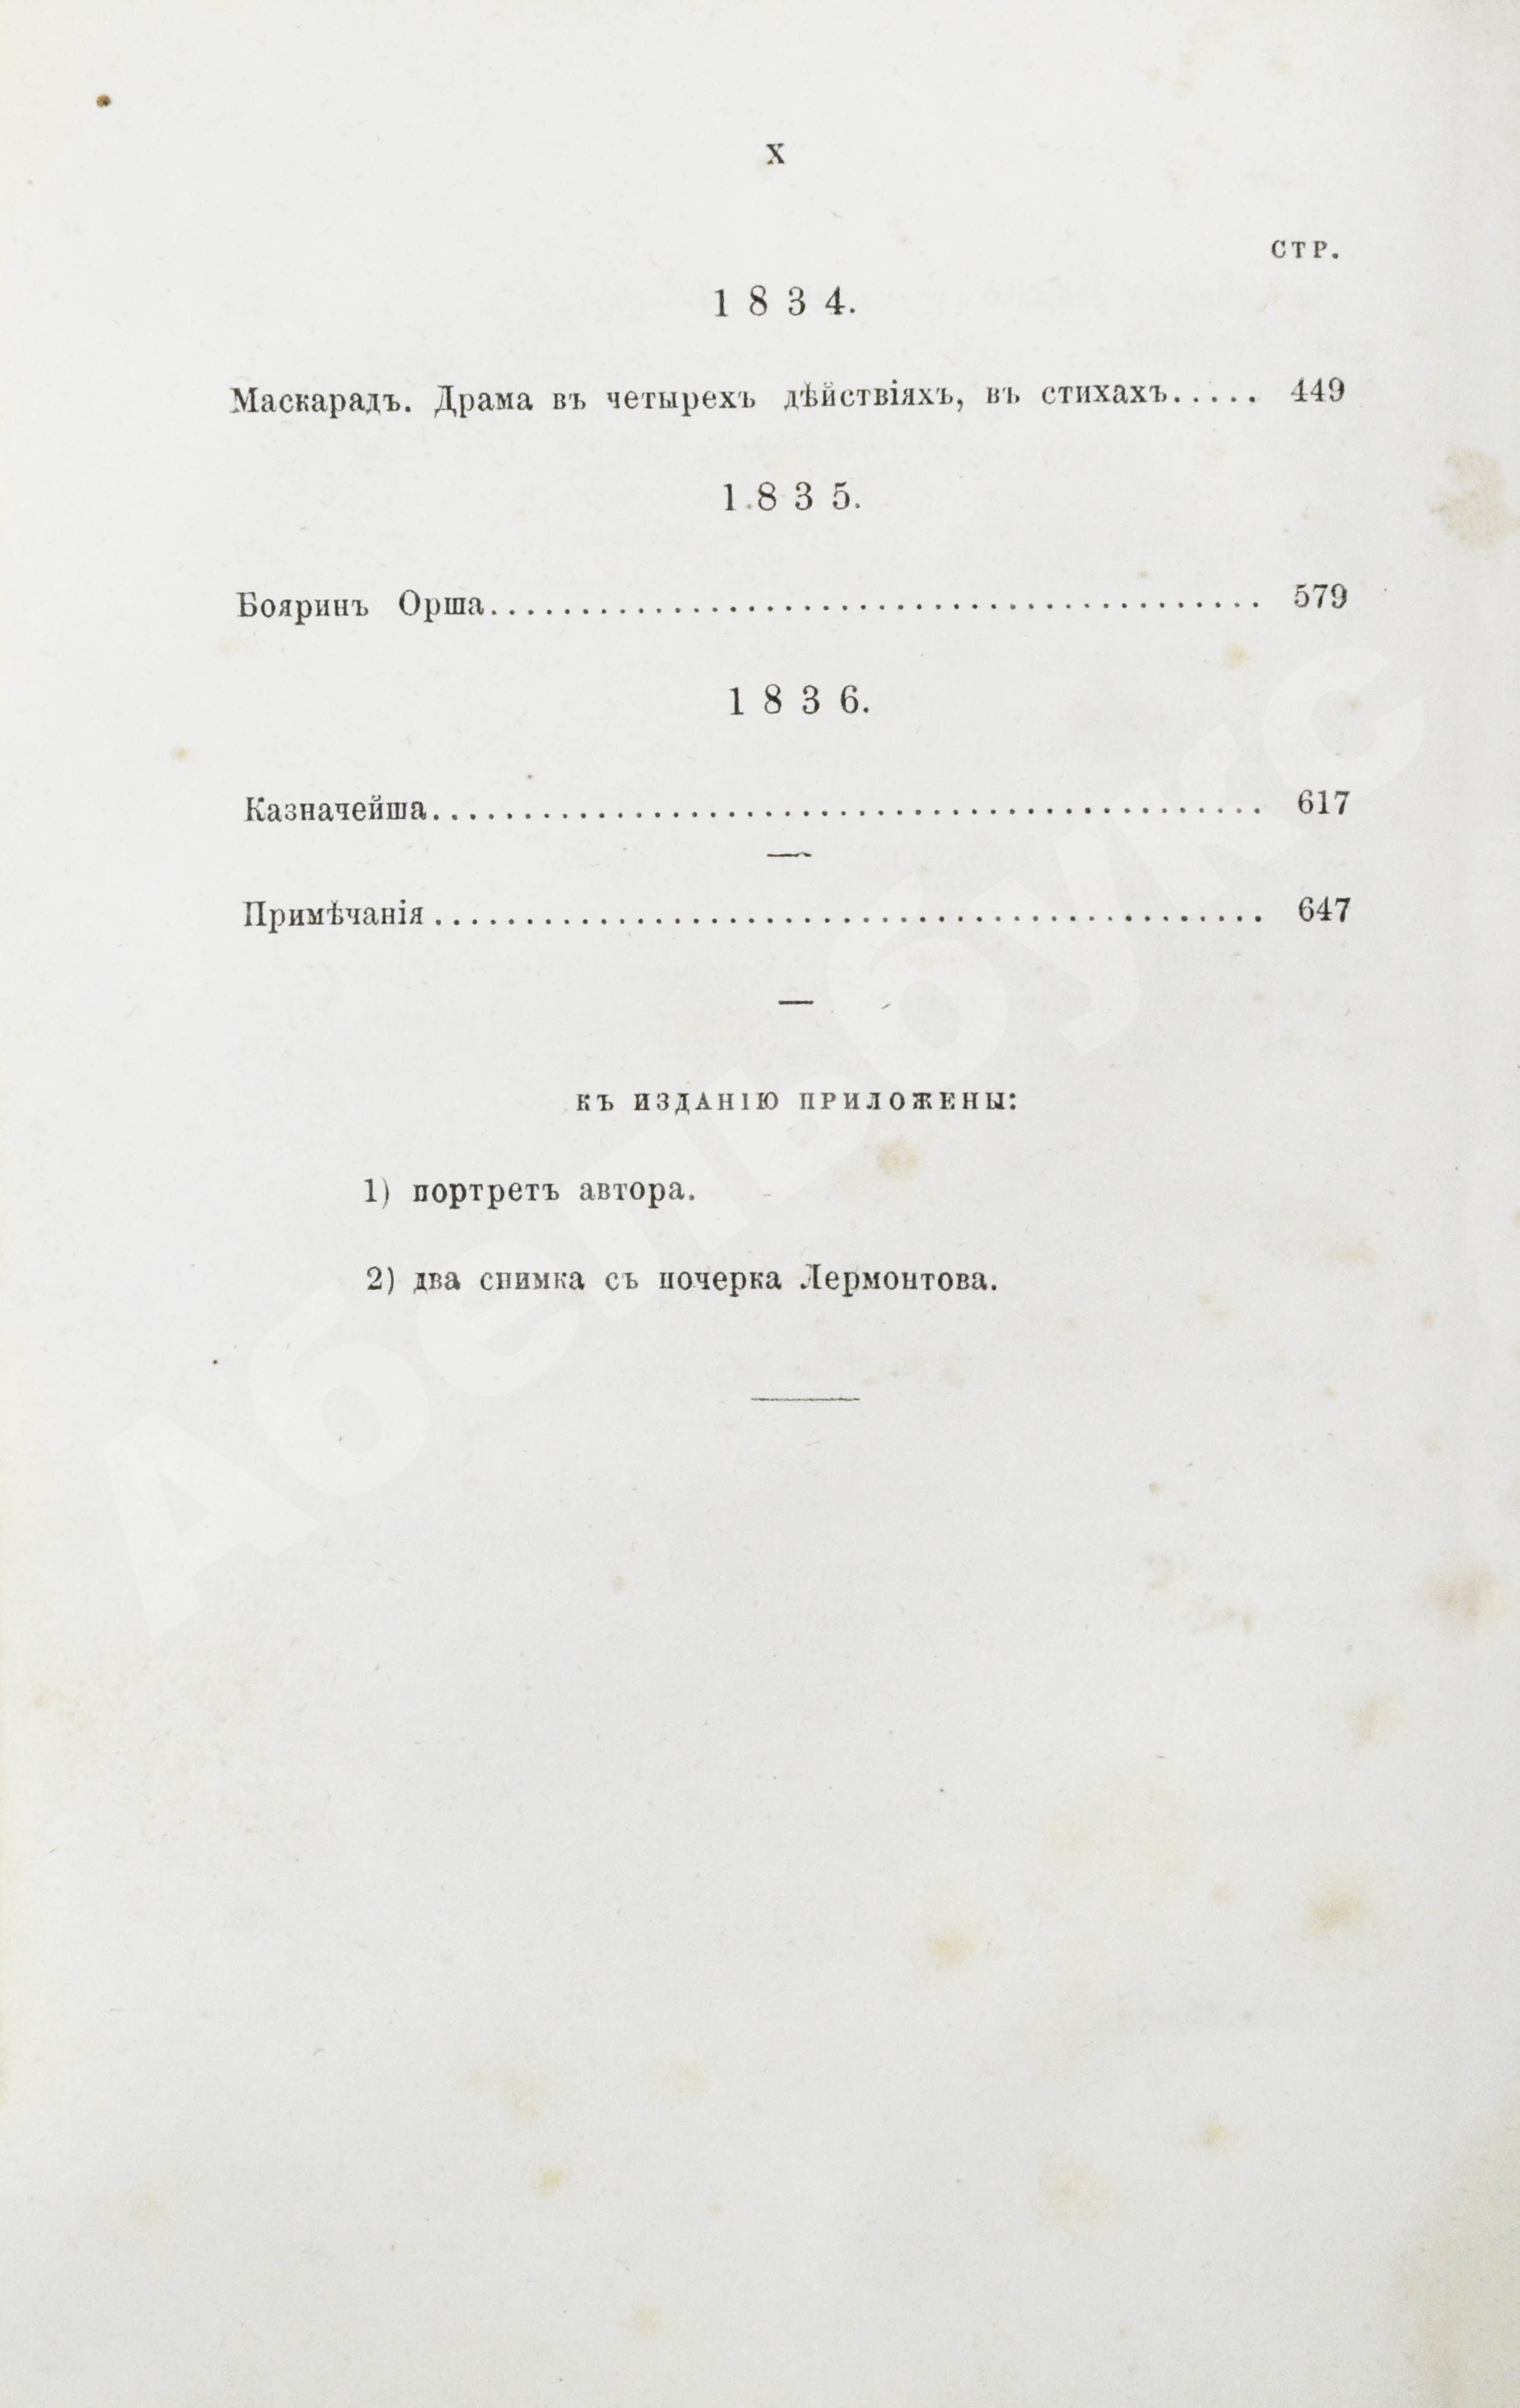 X
СТР.
1834.
Маскарадъ. Драма въ четырехъ дѣйствіяхъ, въ стихахъ..... 449
1835.
Бояринъ Орша.......................................... 579
1836.
Казначейша............................................. 617
Примѣчанія............................................. 647
КЪ ИЗДАНІЮ ПРИЛОЖЕНЫ:
1) портретъ автора.
2) два снимка съ почерка Лермонтова.
Абельбукс